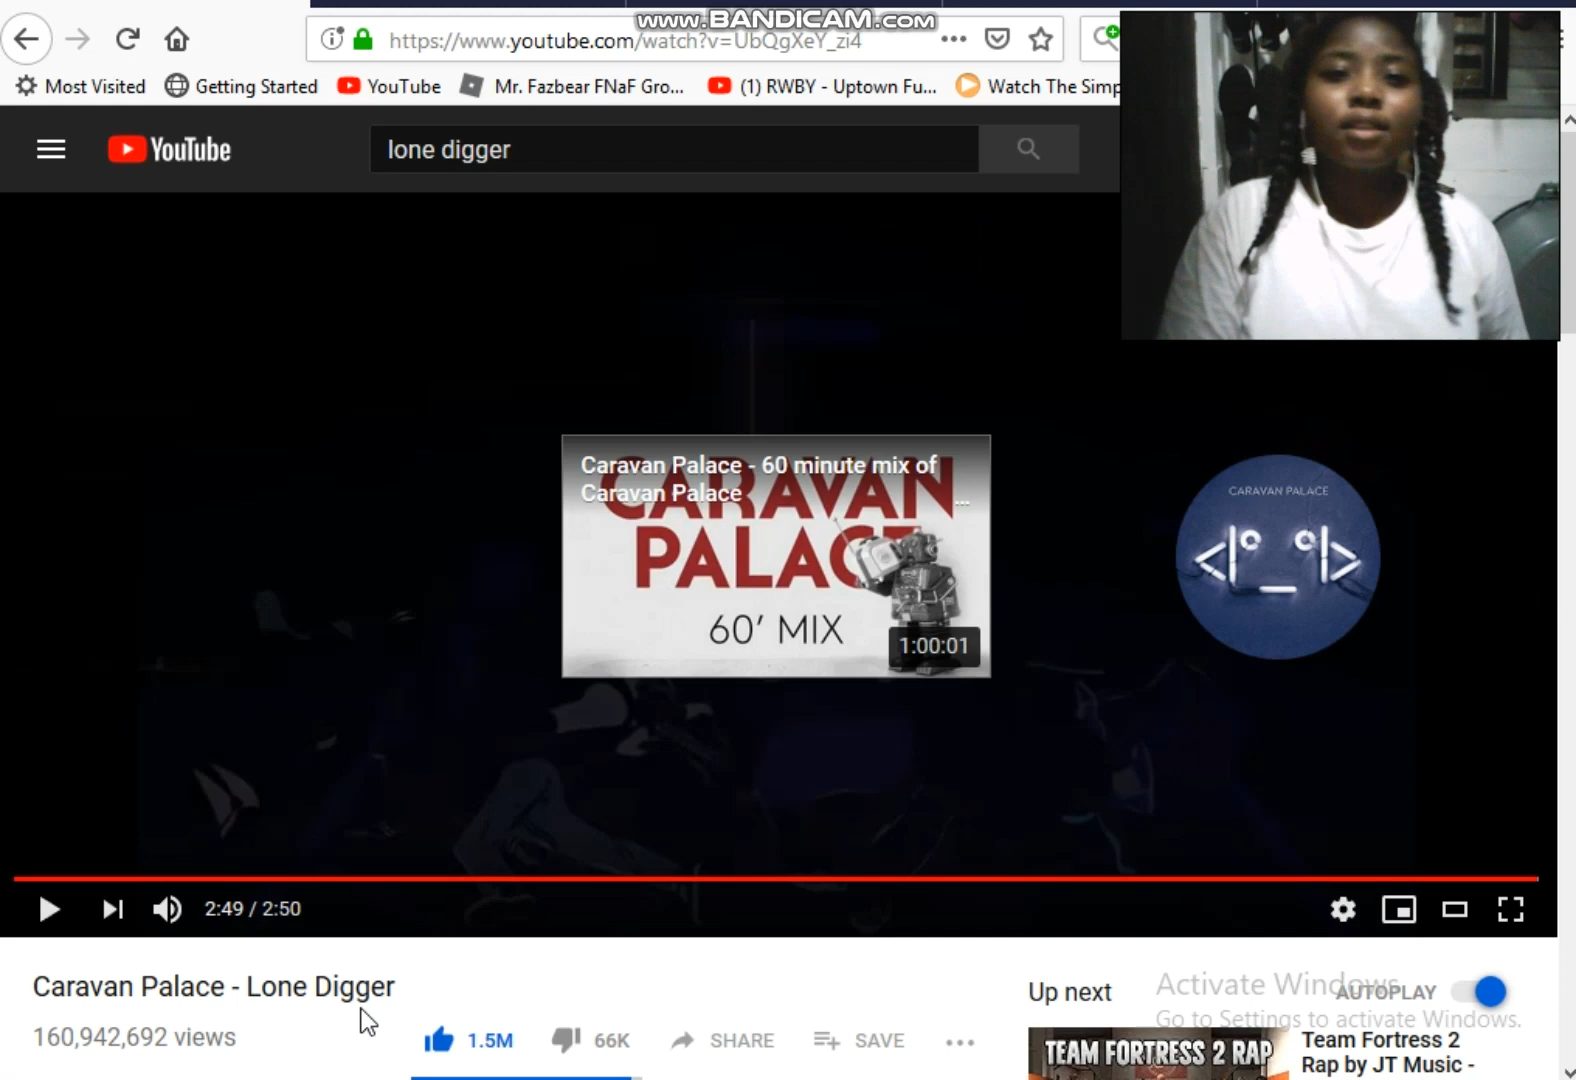 www.BANDICAM.com
https://www.youtube.com/watch?v=UbQgXeY_zi4
Most Visited
Getting Started
YouTube
Mr. Fazbear FNaF Gro...
(1) RWBY - Uptown Fu...
Watch The Simp
YouTube
lone digger
Caravan Palace - 60 minute mix of
Caravan Palace
...
CARAVAN
PALACE
60' MIX
1:00:01
CARAVAN PALACE
<|° °|>
_
2:49 / 2:50
Caravan Palace - Lone Digger
160,942,692 views
1.5M
66K
SHARE
SAVE
Up next
AUTOPLAY
Activate Windows
Go to Settings to activate Windows.
TEAM FORTRESS 2 RAP
Team Fortress 2
Rap by JT Music -